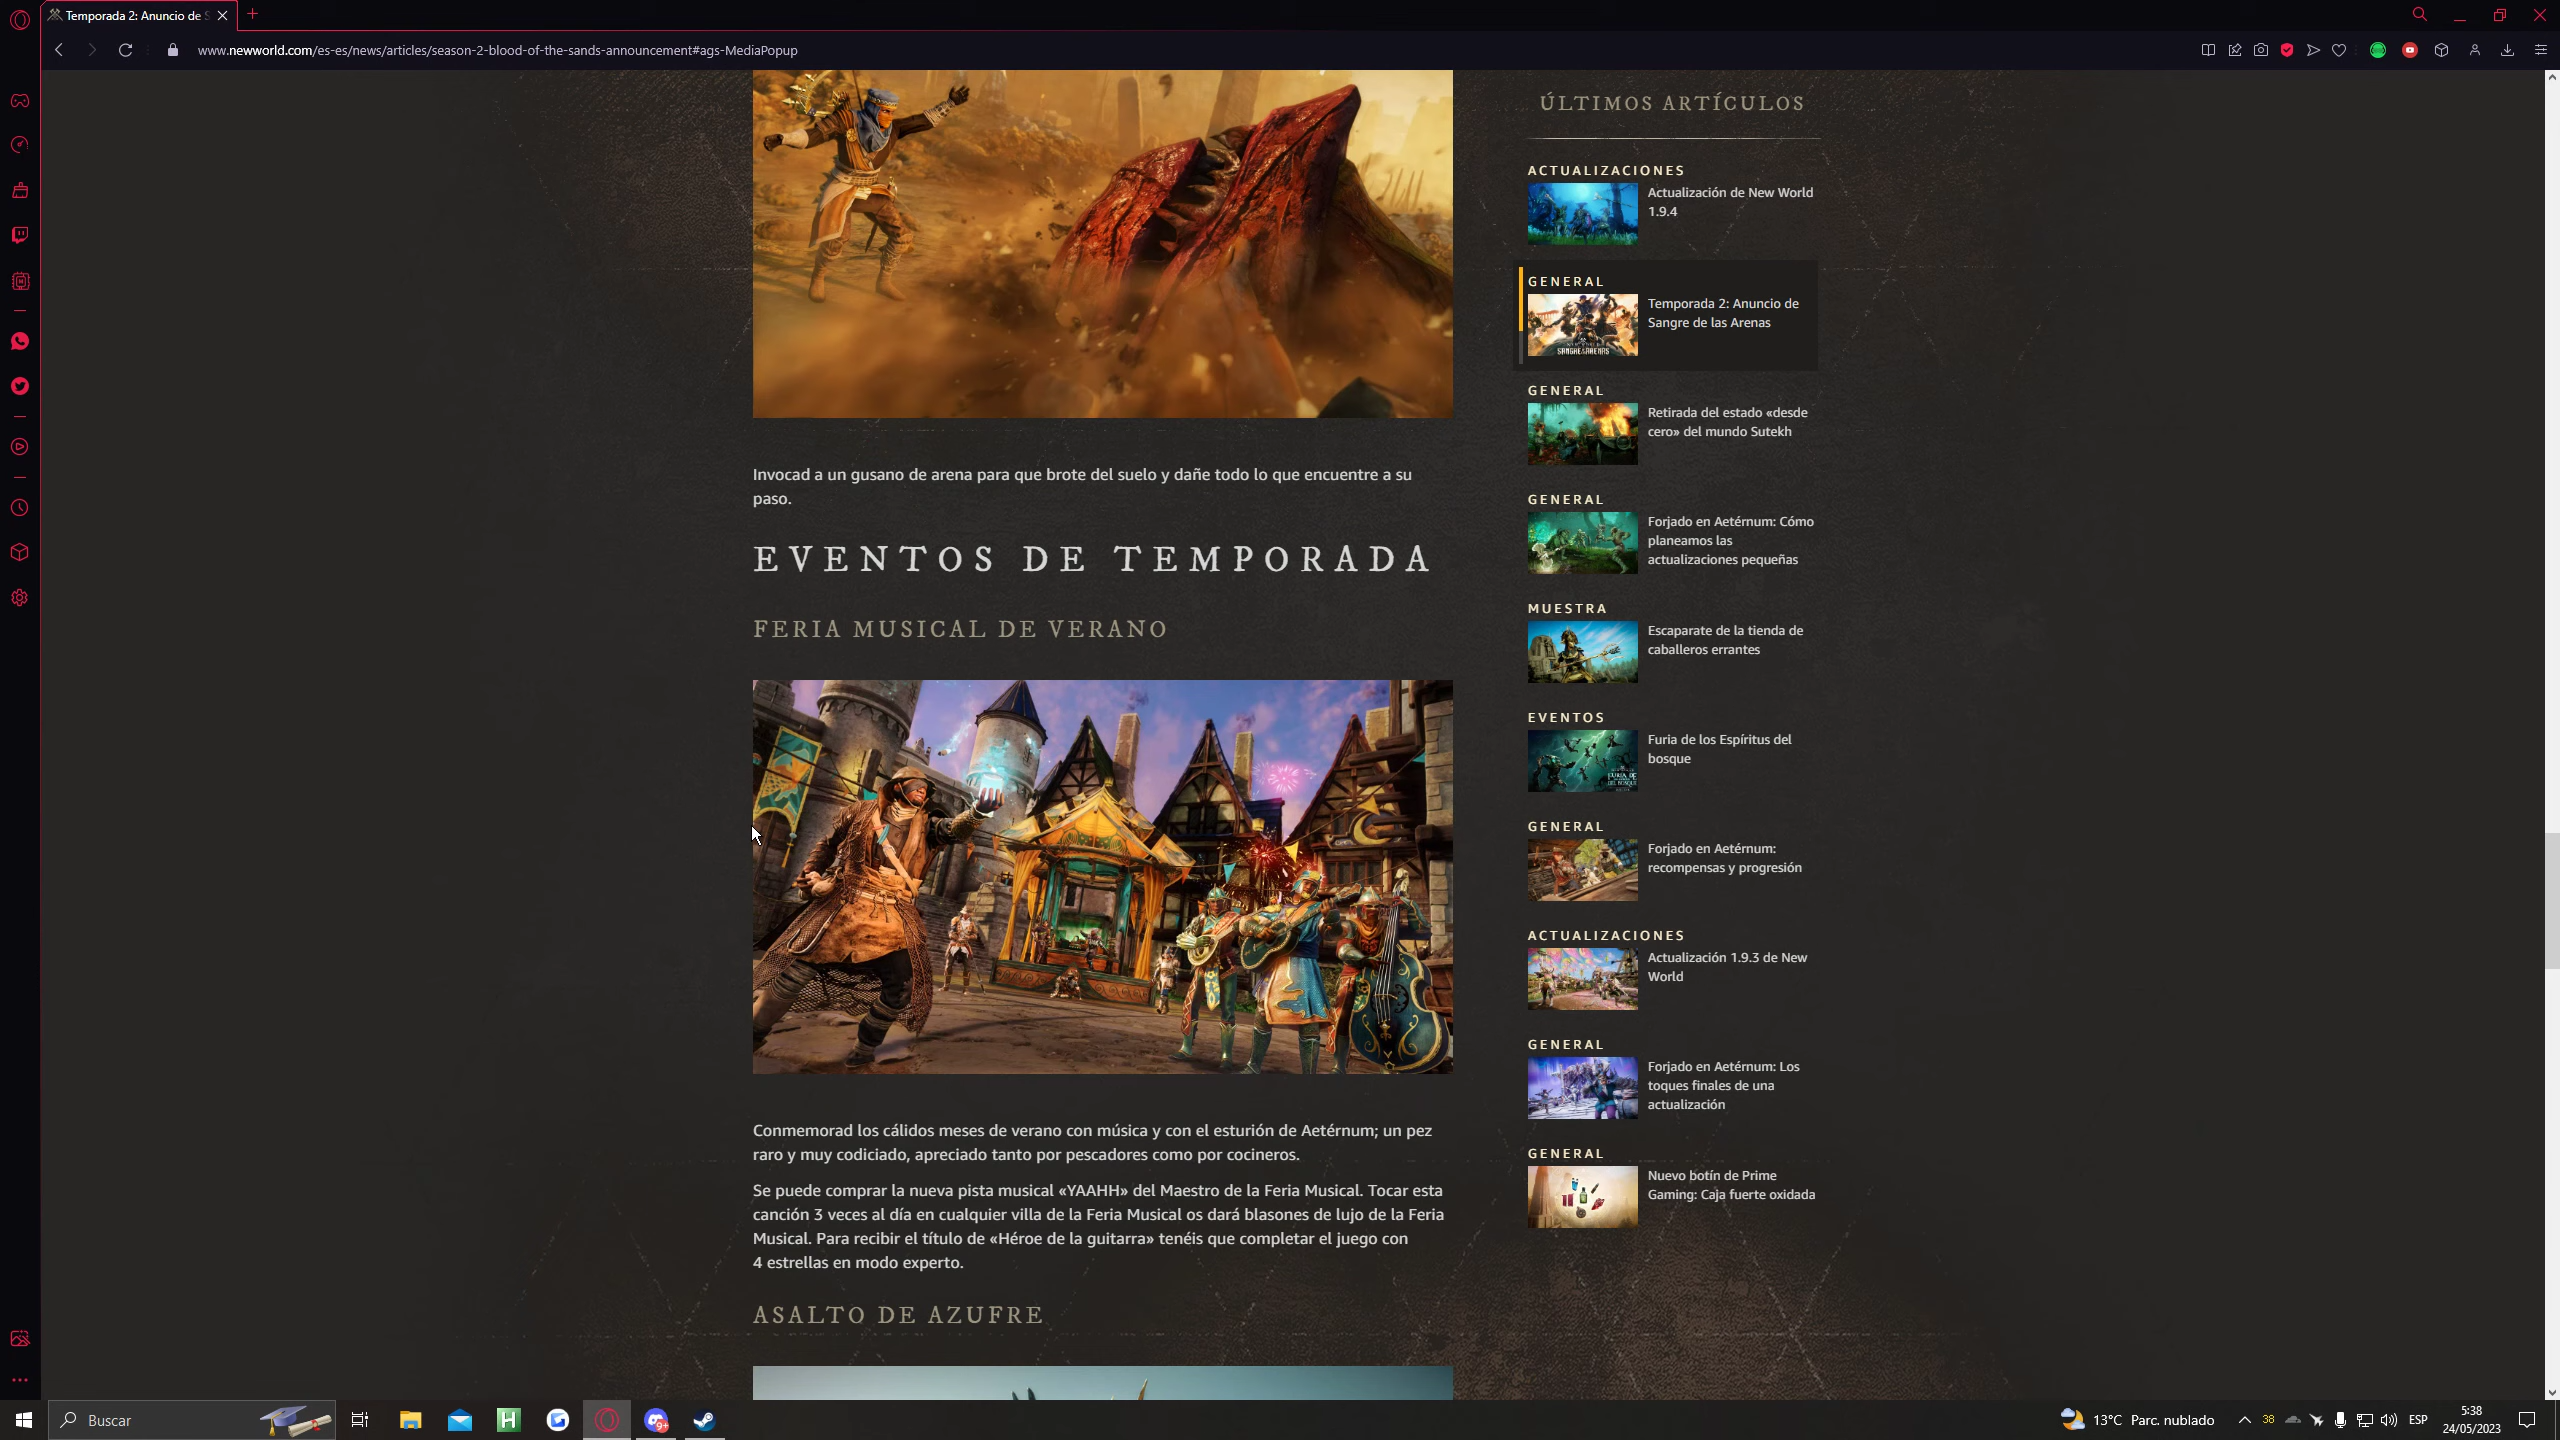 Temporada 2: Anuncio de S
www.newworld.com/es-es/news/articles/season-2-blood-of-the-sands-announcement#ags-MediaPopup
Invocad a un gusano de arena para que brote del suelo y dañe todo lo que encuentre a su
paso.
EVENTOS DE TEMPORADA
FERIA MUSICAL DE VERANO
Conmemorad los cálidos meses de verano con música y con el esturión de Aetérnum; un pez
raro y muy codiciado, apreciado tanto por pescadores como por cocineros.
Se puede comprar la nueva pista musical «YAAHH» del Maestro de la Feria Musical. Tocar esta
canción 3 veces al día en cualquier villa de la Feria Musical os dará blasones de lujo de la Feria
Musical. Para recibir el título de «Héroe de la guitarra» tenéis que completar el juego con
4 estrellas en modo experto.
ASALTO DE AZUFRE
ÚLTIMOS ARTÍCULOS
ACTUALIZACIONES
Actualización de New World
1.9.4
GENERAL
SANGRE DE LAS ARENAS
Temporada 2: Anuncio de
Sangre de las Arenas
GENERAL
Retirada del estado «desde
cero» del mundo Sutekh
GENERAL
Forjado en Aetérnum: Cómo
planeamos las
actualizaciones pequeñas
MUESTRA
Escaparate de la tienda de
caballeros errantes
EVENTOS
FURIA DE
DEL BOSQUE
Furia de los Espíritus del
bosque
GENERAL
Forjado en Aetérnum:
recompensas y progresión
ACTUALIZACIONES
Actualización 1.9.3 de New
World
GENERAL
Forjado en Aetérnum: Los
toques finales de una
actualización
GENERAL
Nuevo botín de Prime
Gaming: Caja fuerte oxidada
Buscar
H
9+
13°C Parc. nublado
38
ESP
5:38
24/05/2023